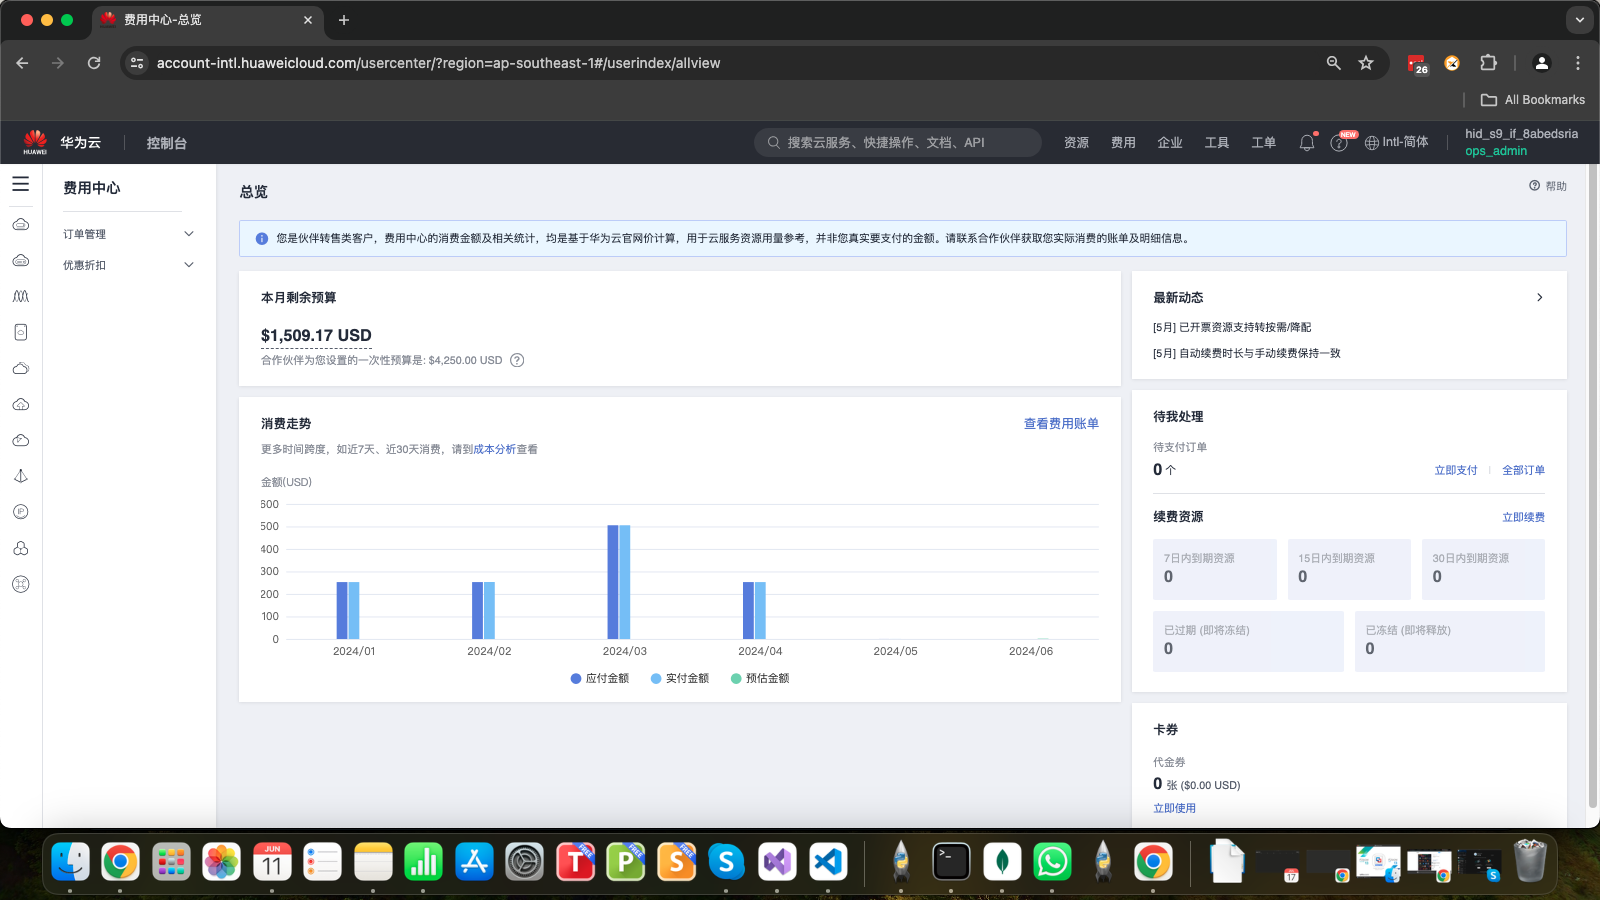 费用中心-总览
account-intl.huaweicloud.com/usercenter/?region=ap-southeast-1#/userindex/allview
26
All Bookmarks
HUAWEI
华为云
控制台
搜索云服务、快捷操作、文档、API
资源
费用
企业
工具
工单
NEW
Intl-简体
hid_s9_if_8abedsria
ops_admin
费用中心
订单管理
优惠折扣
IP
总览
帮助
您是伙伴转售类客户，费用中心的消费金额及相关统计，均是基于华为云官网价计算，用于云服务资源用量参考，并非您真实要支付的金额。请联系合作伙伴获取您实际消费的账单及明细信息。
本月剩余预算
$1,509.17 USD
合作伙伴为您设置的一次性预算是: $4,250.00 USD
消费走势
查看费用账单
更多时间跨度，如近7天、近30天消费，请到成本分析查看
金额(USD)
600
500
400
300
200
100
0
2024/01
2024/02
2024/03
2024/04
2024/05
2024/06
应付金额
实付金额
预估金额
最新动态
[5月] 已开票资源支持转按需/降配
[5月] 自动续费时长与手动续费保持一致
待我处理
待支付订单
0 个
立即支付
全部订单
续费资源
立即续费
7日内到期资源
0
15日内到期资源
0
30日内到期资源
0
已过期 (即将冻结)
0
已冻结 (即将释放)
0
卡券
代金券
0 张 ($0.00 USD)
立即使用
JUN
11
T
FREE
P
FREE
S
FREE
S
17
S